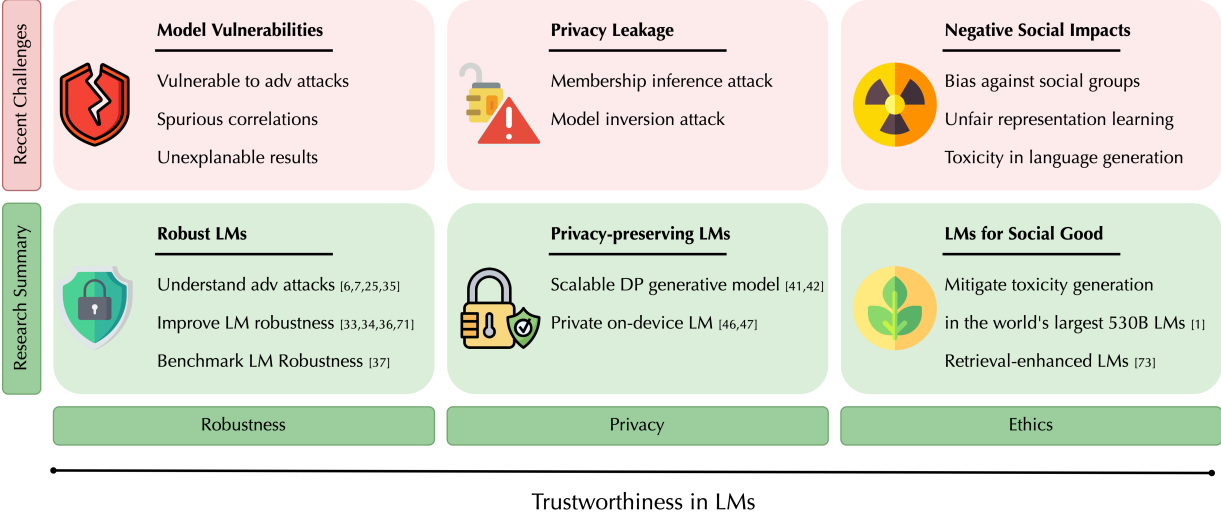 Recent Challenges
Model Vulnerabilities
Vulnerable to adv attacks
Spurious correlations
Unexplanable results
Privacy Leakage
Membership inference attack
Model inversion attack
Negative Social Impacts
Bias against social groups
Unfair representation learning
Toxicity in language generation
Research Summary
Robust LMs
Understand adv attacks [6,7,25,35]
Improve LM robustness [33,34,36,71]
Benchmark LM Robustness [37]
Privacy-preserving LMs
Scalable DP generative model [41,42]
Private on-device LM [46,47]
LMs for Social Good
Mitigate toxicity generation
in the world's largest 530B LMs [1]
Retrieval-enhanced LMs [73]
Robustness
Privacy
Ethics
Trustworthiness in LMs